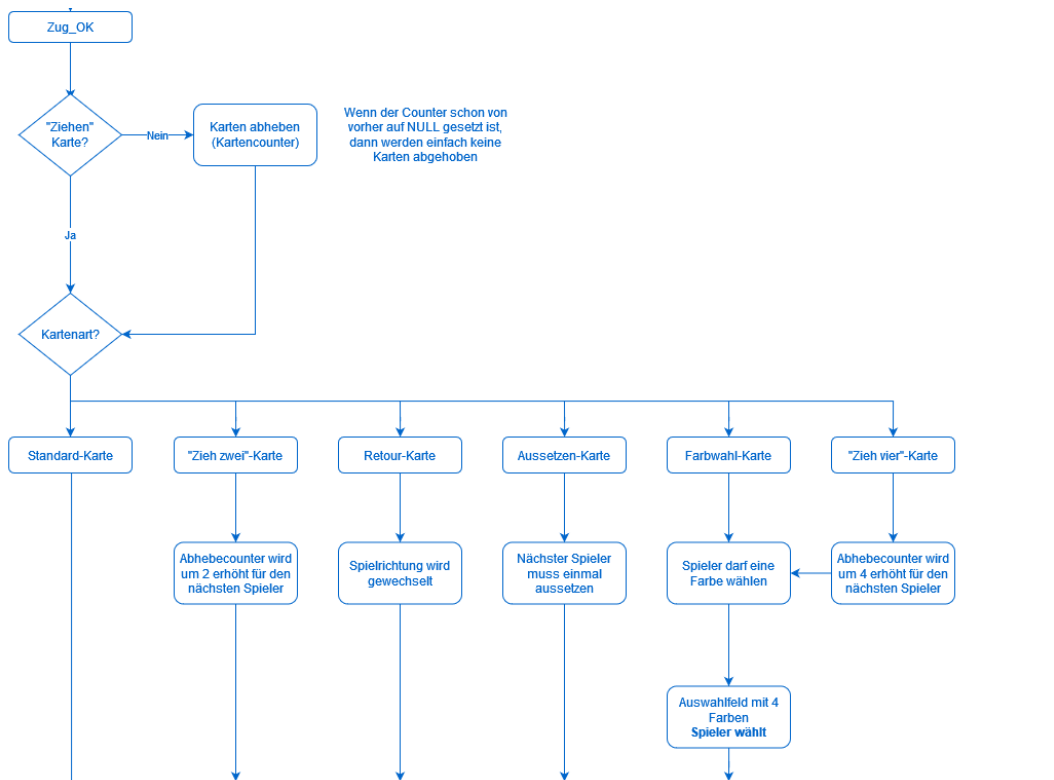 Zug_OK
"Ziehen"
Karte?
Nein
Karten abheben
(Kartencounter)
Wenn der Counter schon von
vorher auf NULL gesetzt ist,
dann werden einfach keine
Karten abgehoben
Ja
Kartenart?
Standard-Karte
"Zieh zwei"-Karte
Retour-Karte
Aussetzen-Karte
Farbwahl-Karte
"Zieh vier"-Karte
Abhebecounter wird
um 2 erhöht für den
nächsten Spieler
Spielrichtung wird
gewechselt
Nächster Spieler
muss einmal
aussetzen
Spieler darf eine
Farbe wählen
Abhebecounter wird
um 4 erhöht für den
nächsten Spieler
Auswahlfeld mit 4
Farben
Spieler wählt